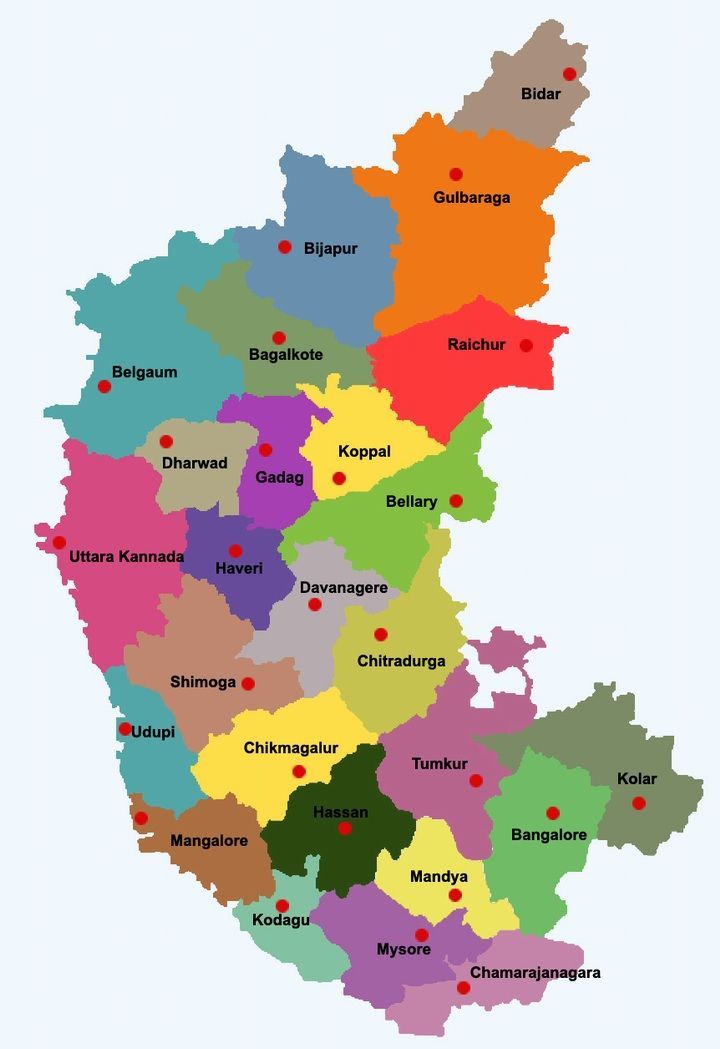 Bidar
Gulbaraga
Bijapur
Raichur
Bagalkote
Belgaum
Koppal
Dharwad
Gadag
Bellary
Uttara Kannada
Haveri
Davanagere
Chitradurga
Shimoga
Udupi
Chikmagalur
Tumkur
Kolar
Hassan
Bangalore
Mangalore
Mandya
Kodagu
Mysore
Chamarajanagara